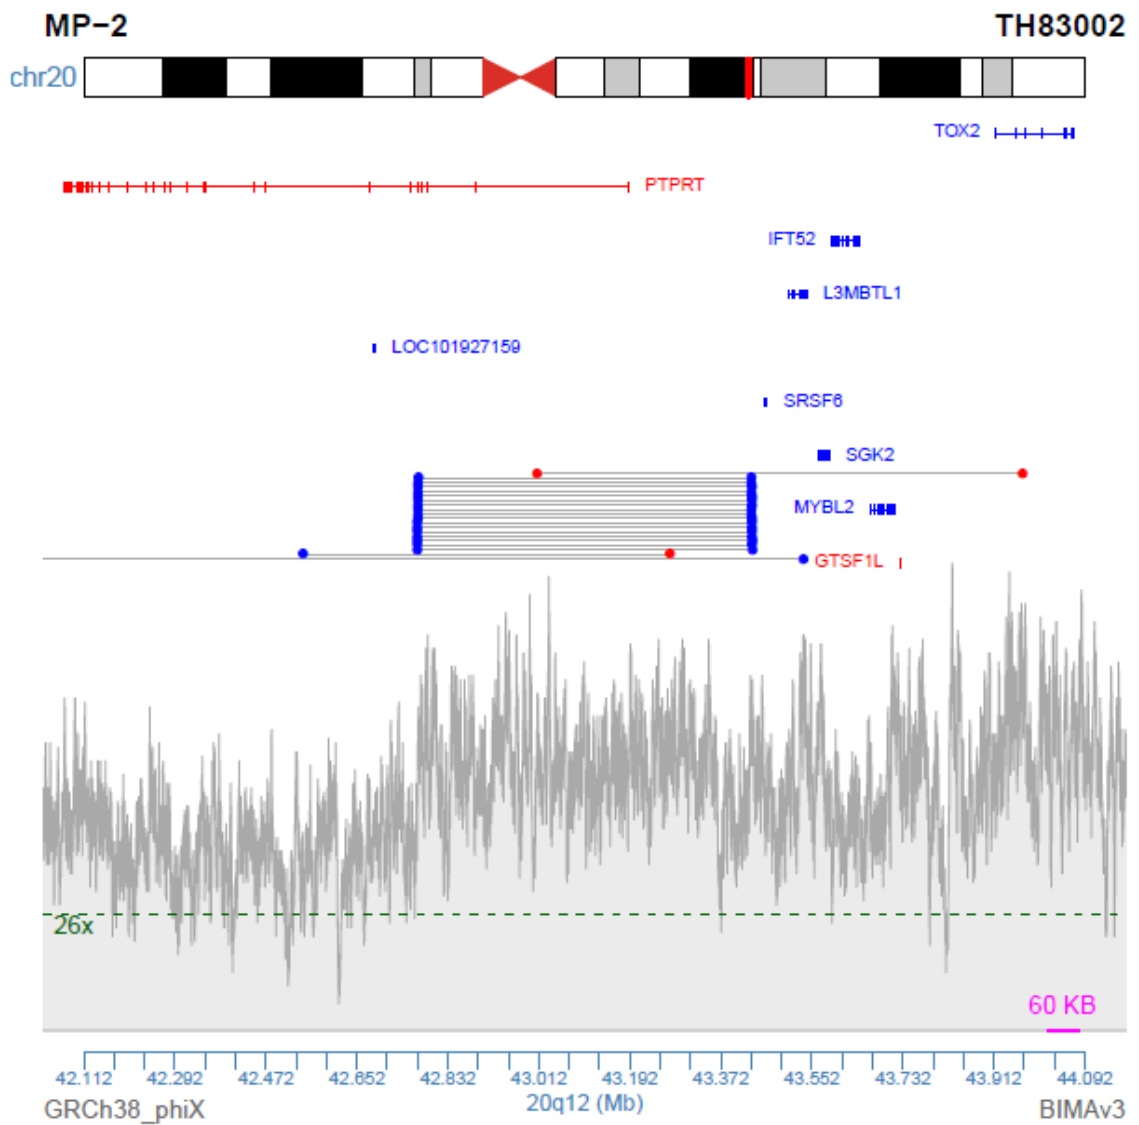 MP−2 TH83002
chr20
TOX2
PTPRT
IFT52
L3MBTL1
LOC101927159
SRSF6
SGK2
MYBL2
GTSF1L
26x
60 KB
42.112 42.292 42.472 42.652 42.832 43.012 43.192 43.372 43.552 43.732 43.912 44.092
GRCh38_phiX 20q12 (Mb) BIMAv3